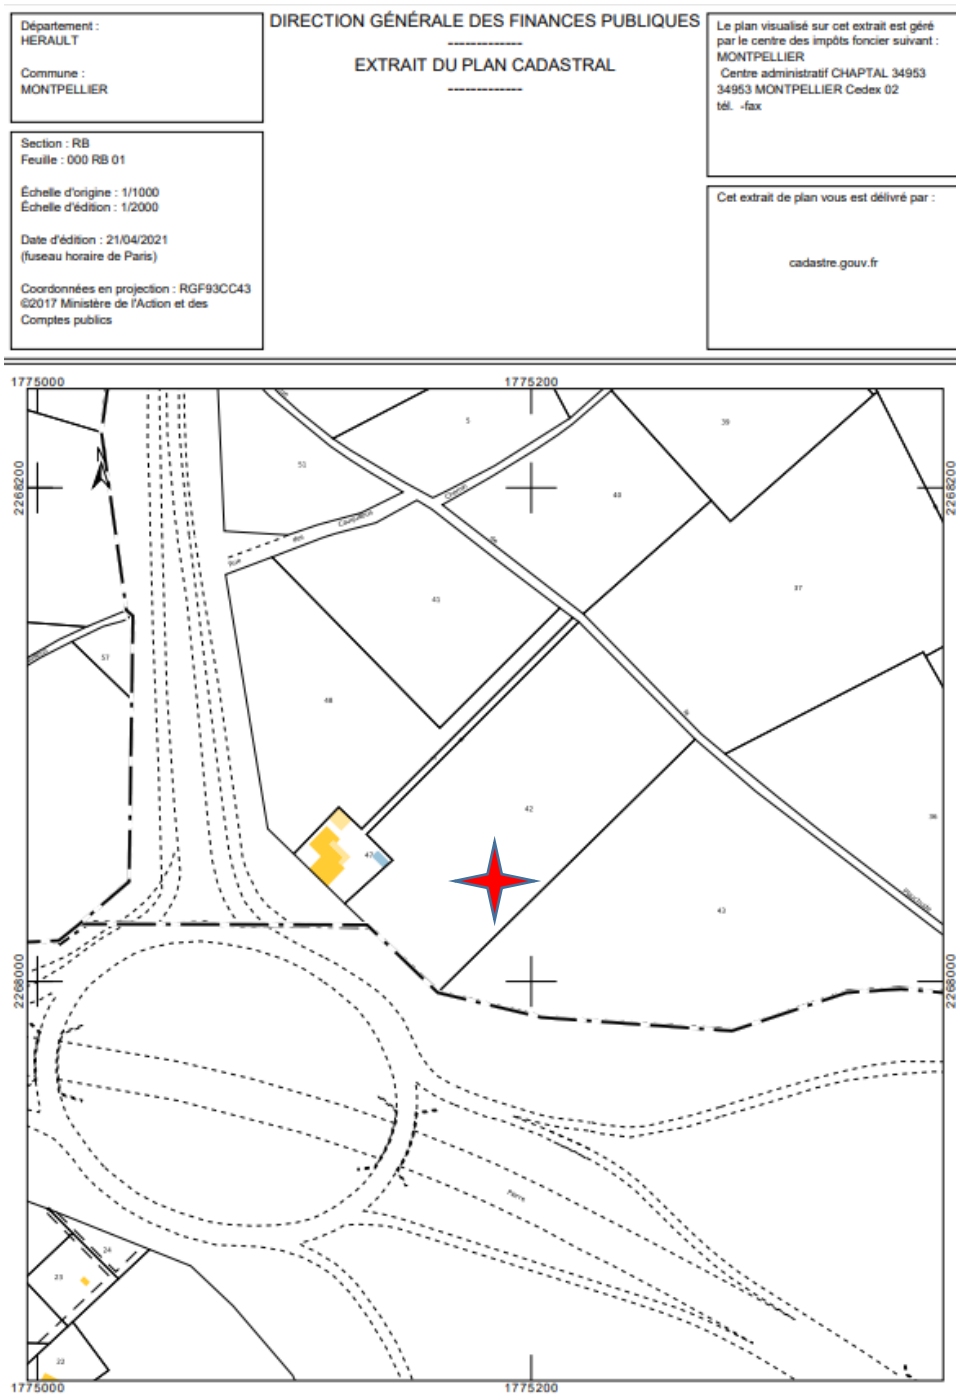 Département :
HERAULT
Commune :
MONTPELLIER
Section : RB
Feuille : 000 RB 01
Échelle d'origine : 1/1000
Échelle d'édition : 1/2000
Date d'édition : 21/04/2021
(fuseau horaire de Paris)
Coordonnées en projection : RGF93CC43
©2017 Ministère de l'Action et des
Comptes publics
DIRECTION GÉNÉRALE DES FINANCES PUBLIQUES
-------------
EXTRAIT DU PLAN CADASTRAL
-------------
Le plan visualisé sur cet extrait est géré
par le centre des impôts foncier suivant :
MONTPELLIER
Centre administratif CHAPTAL 34953
34953 MONTPELLIER Cedex 02
tél. -fax
Cet extrait de plan vous est délivré par :
cadastre.gouv.fr
1775000
1775200
2268200
2268200
5
39
51
40
Chemin
Rue
des
de
41
37
57
48
la
42
36
47
43
2268000
2268000
Ferre
24
23
22
1775000
1775200